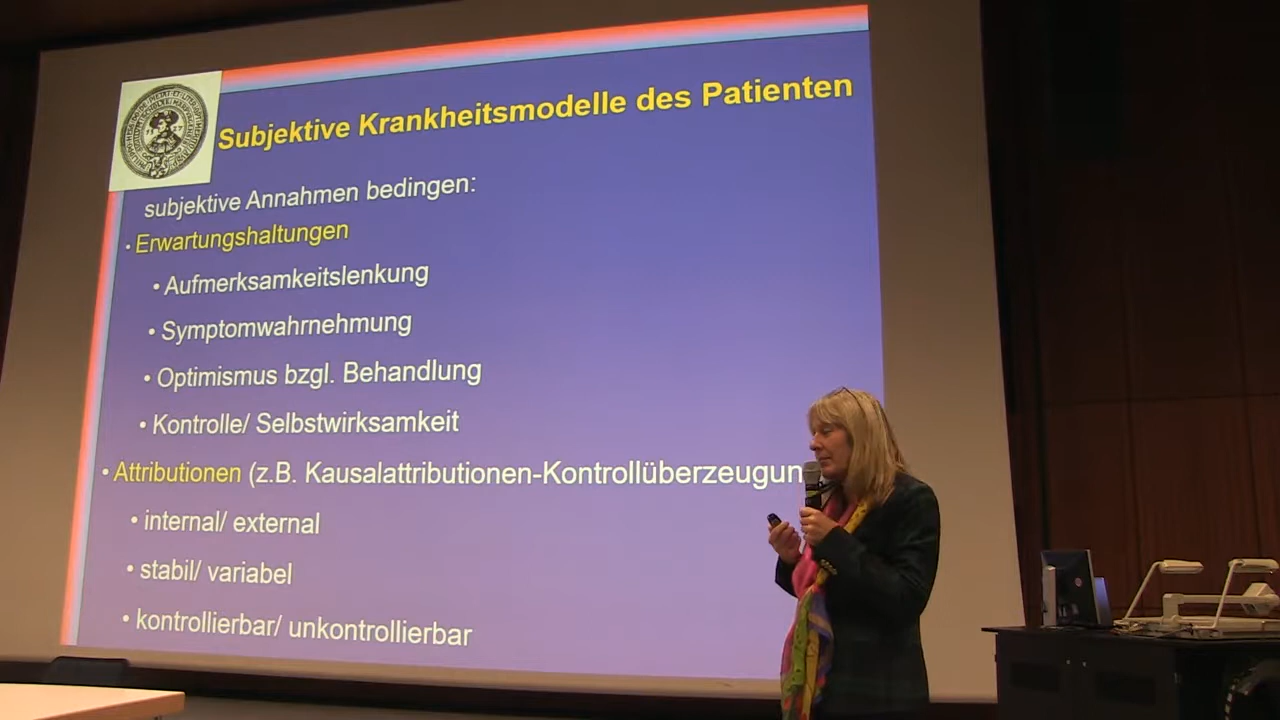 Subjektive Krankheitsmodelle des Patienten
subjektive Annahmen bedingen:
• Erwartungshaltungen
• Aufmerksamkeitslenkung
• Symptomwahrnehmung
• Optimismus bzgl. Behandlung
• Kontrolle/ Selbstwirksamkeit
• Attributionen (z.B. Kausalattributionen-Kontrollüberzeugun
• internal/ external
• stabil/ variabel
• kontrollierbar/ unkontrollierbar